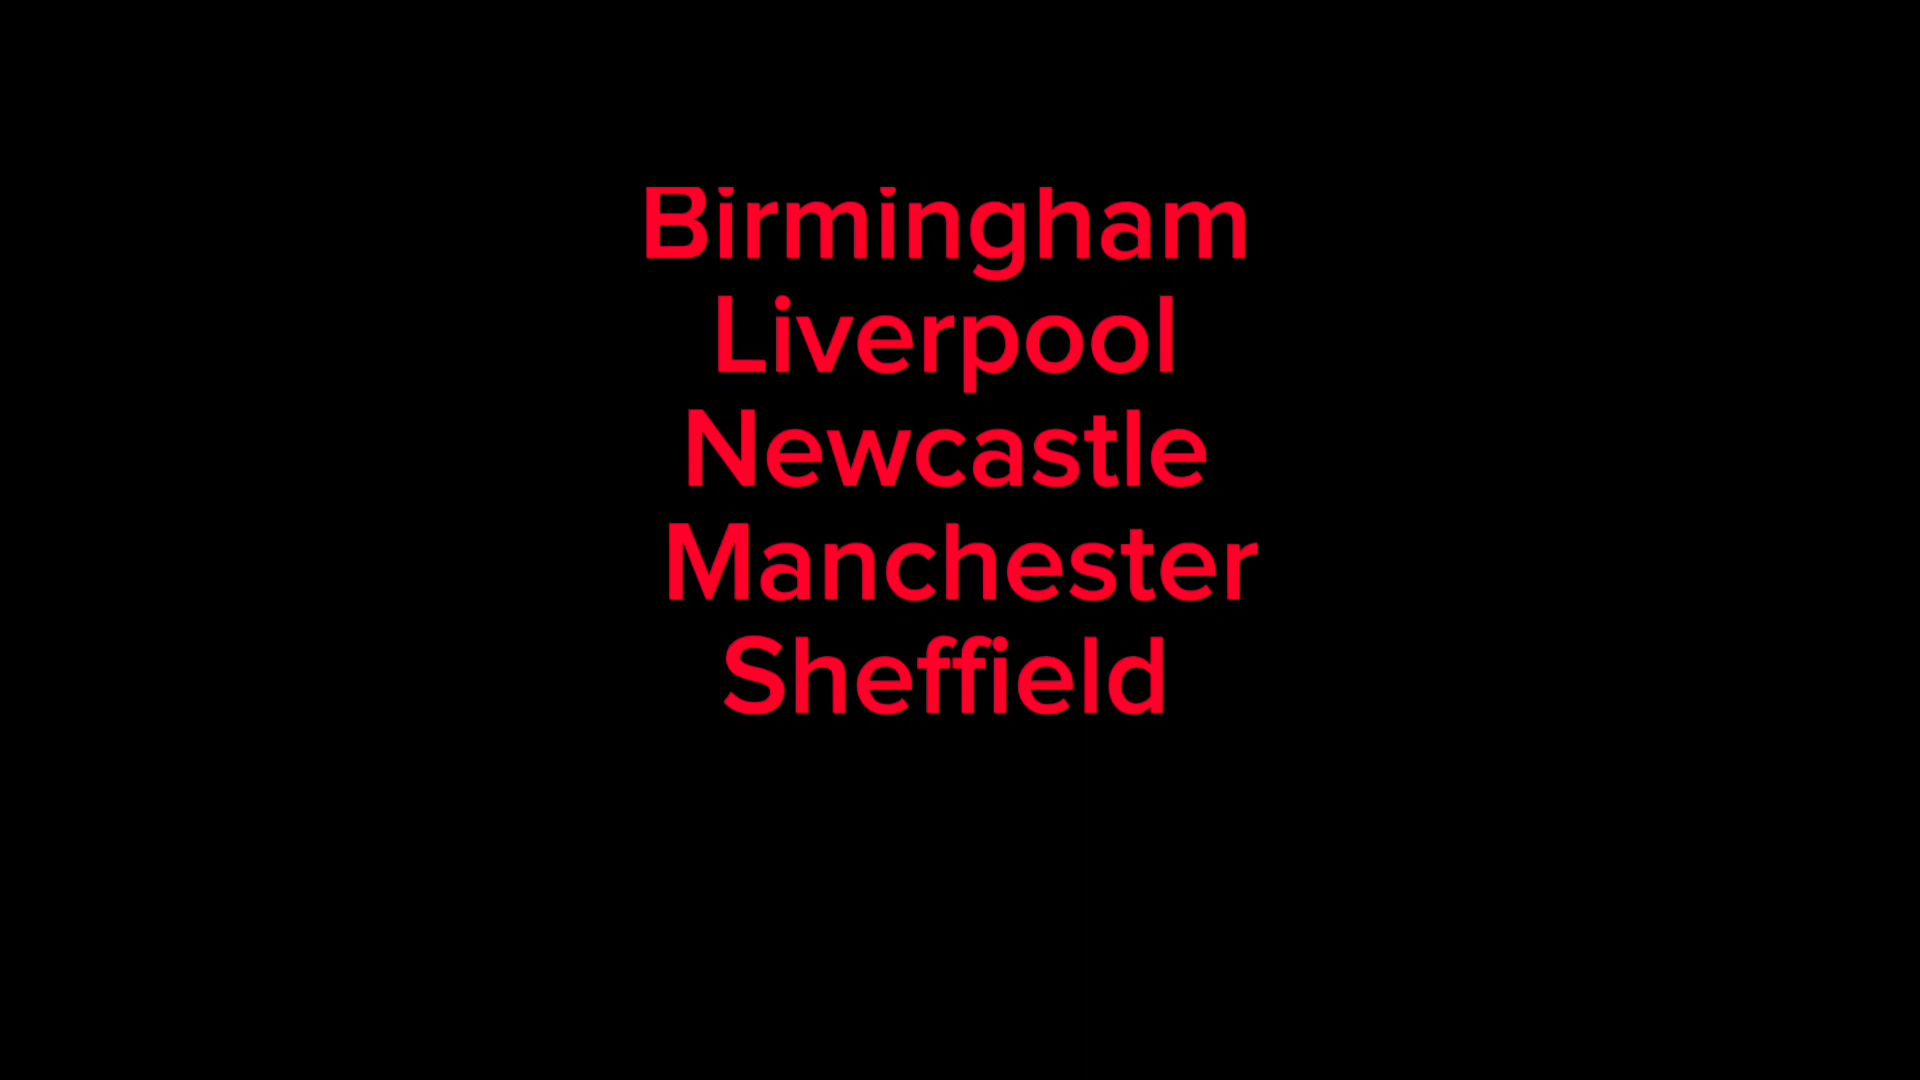 Birmingham
Liverpool
Newcastle
Manchester
Sheffield